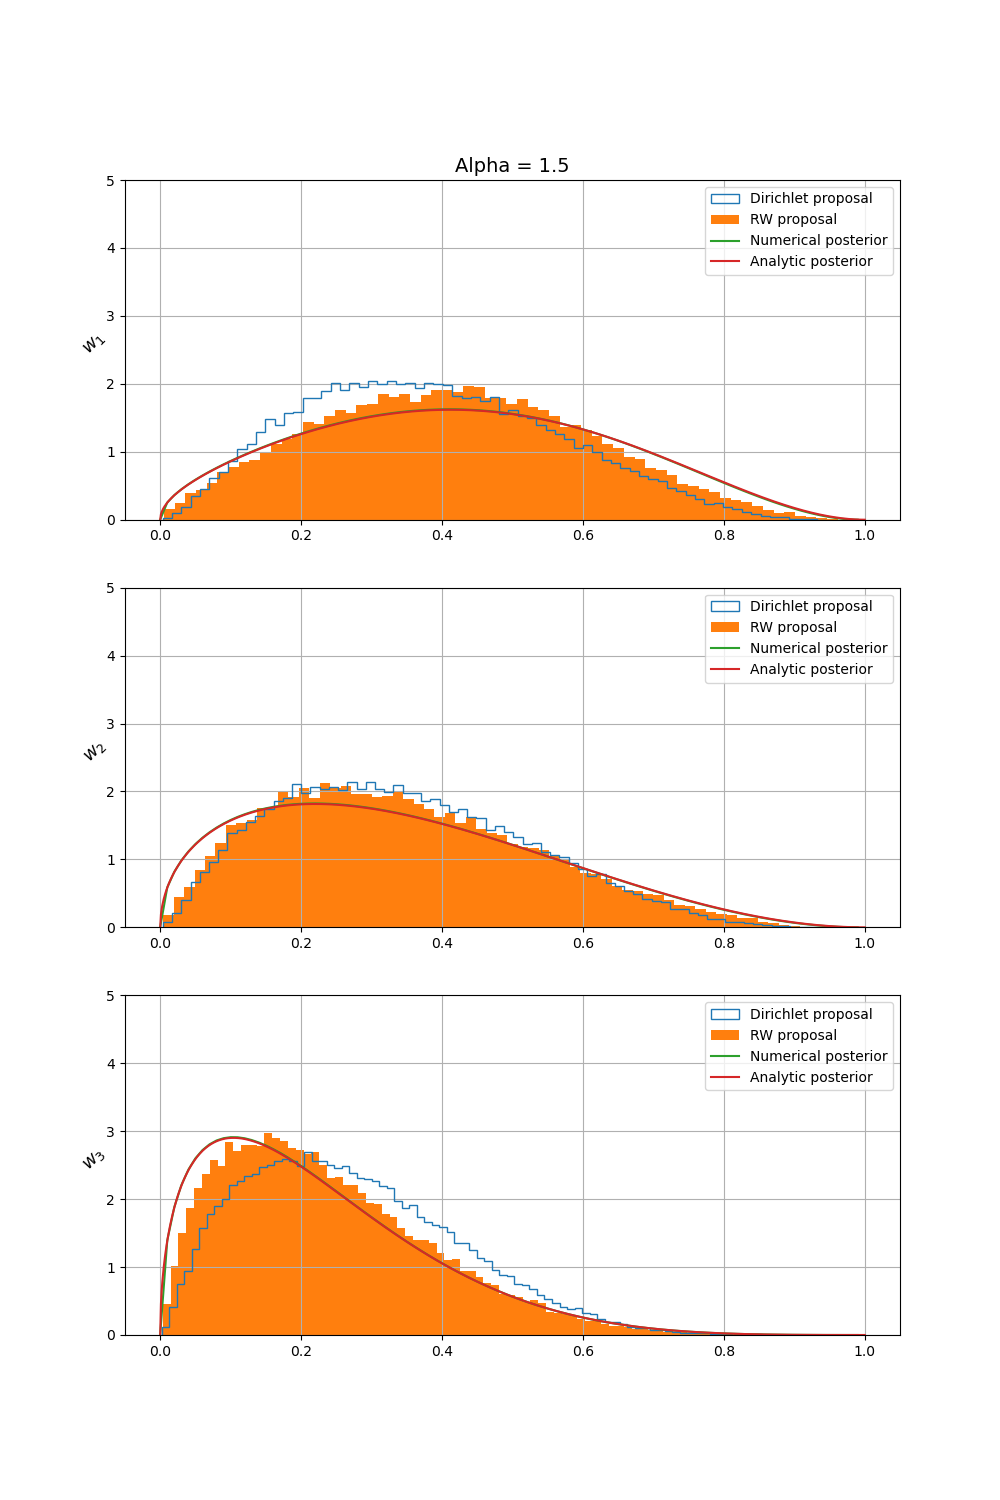 Alpha = 1.5
5
4
3
2
1
0
w1
Dirichlet proposal
RW proposal
Numerical posterior
Analytic posterior
0.0 0.2 0.4 0.6 0.8 1.0
5
4
3
2
1
0
w2
Dirichlet proposal
RW proposal
Numerical posterior
Analytic posterior
0.0 0.2 0.4 0.6 0.8 1.0
5
4
3
2
1
0
w3
Dirichlet proposal
RW proposal
Numerical posterior
Analytic posterior
0.0 0.2 0.4 0.6 0.8 1.0